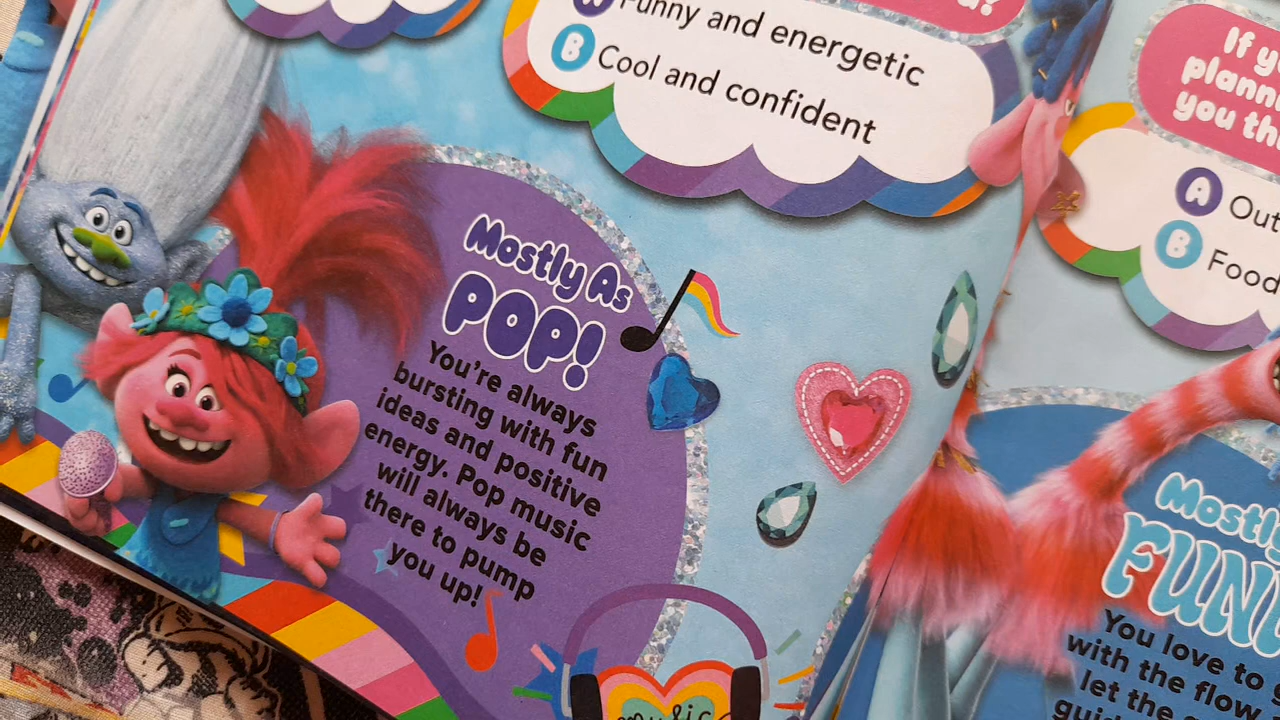 A Funny and energetic
B Cool and confident
Mostly As
POP!
You're always
bursting with fun
ideas and positive
energy. Pop music
will always be
there to pump
you up!
music
If
plann
you th
A Out
B Food
Mostly
FUN
You love to
with the flow
let the